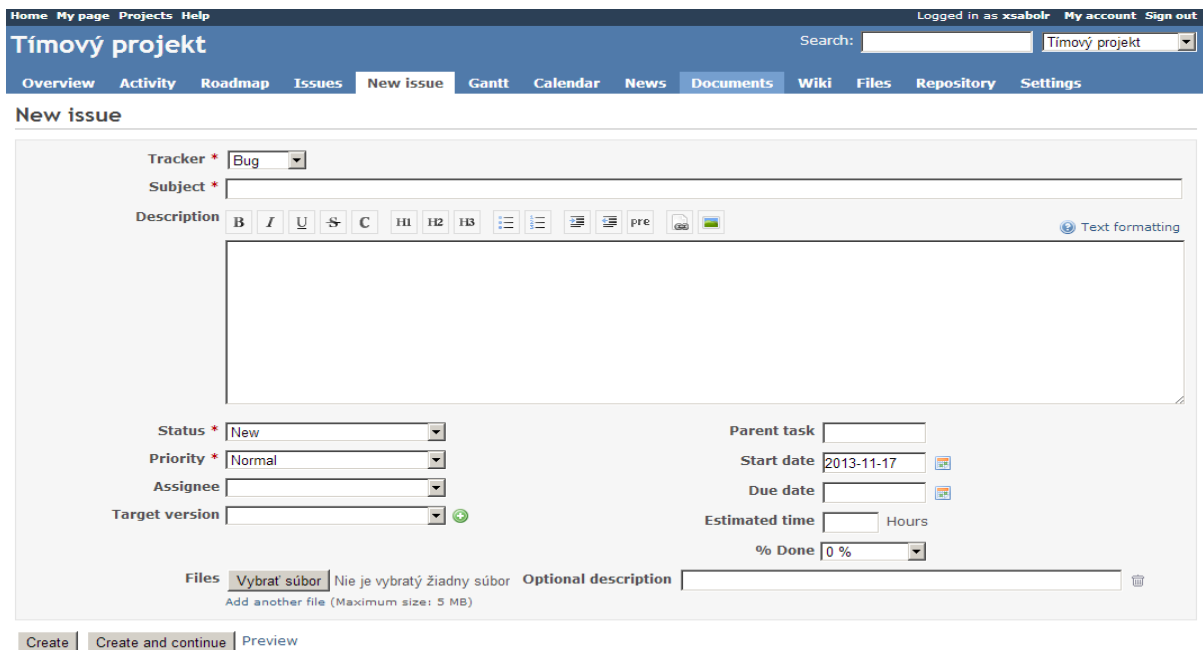 Home My page Projects Help Logged in as xsabolr My account Sign out
Tímový projekt Search: Tímový projekt
Overview Activity Roadmap Issues New issue Gantt Calendar News Documents Wiki Files Repository Settings
New issue
Tracker * Bug
Subject *
Description B I U S C H1 H2 H3 pre Text formatting
Status * New Parent task
Priority * Normal Start date 2013-11-17
Assignee Due date
Target version Estimated time Hours
% Done 0 %
Files Vybrať súbor Nie je vybratý žiadny súbor Optional description
Add another file (Maximum size: 5 MB)
Create Create and continue Preview